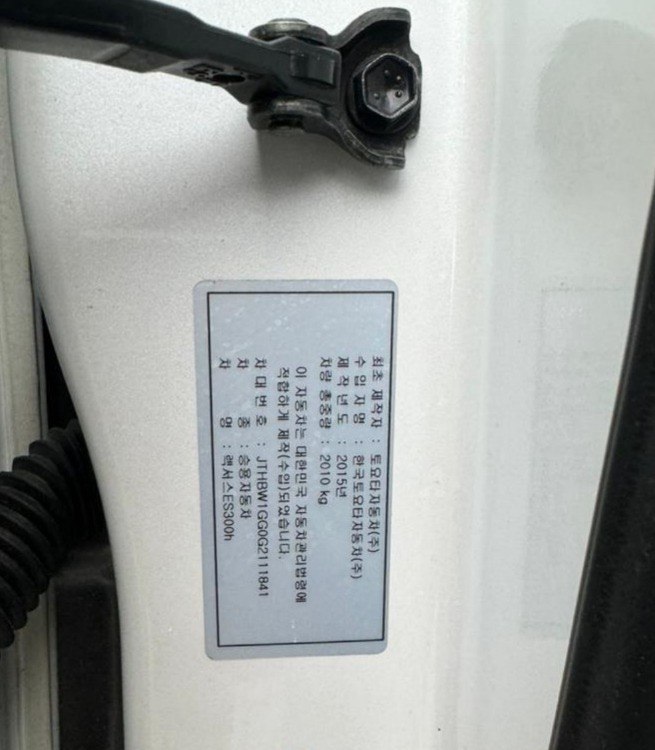 최초 제작자 : 토요타자동차(주)
수 입 자 명 : 한국토요타자동차(주)
제 작 년 도 : 2015년
차량 총중량 : 2010 kg
이 자동차는 대한민국 자동차관리법령에
적합하게 제작(수입)되었습니다.
차 대 번 호 : JTHBW1GG0G2111841
차 종 : 승용자동차
차 명 : 렉서스ES300h